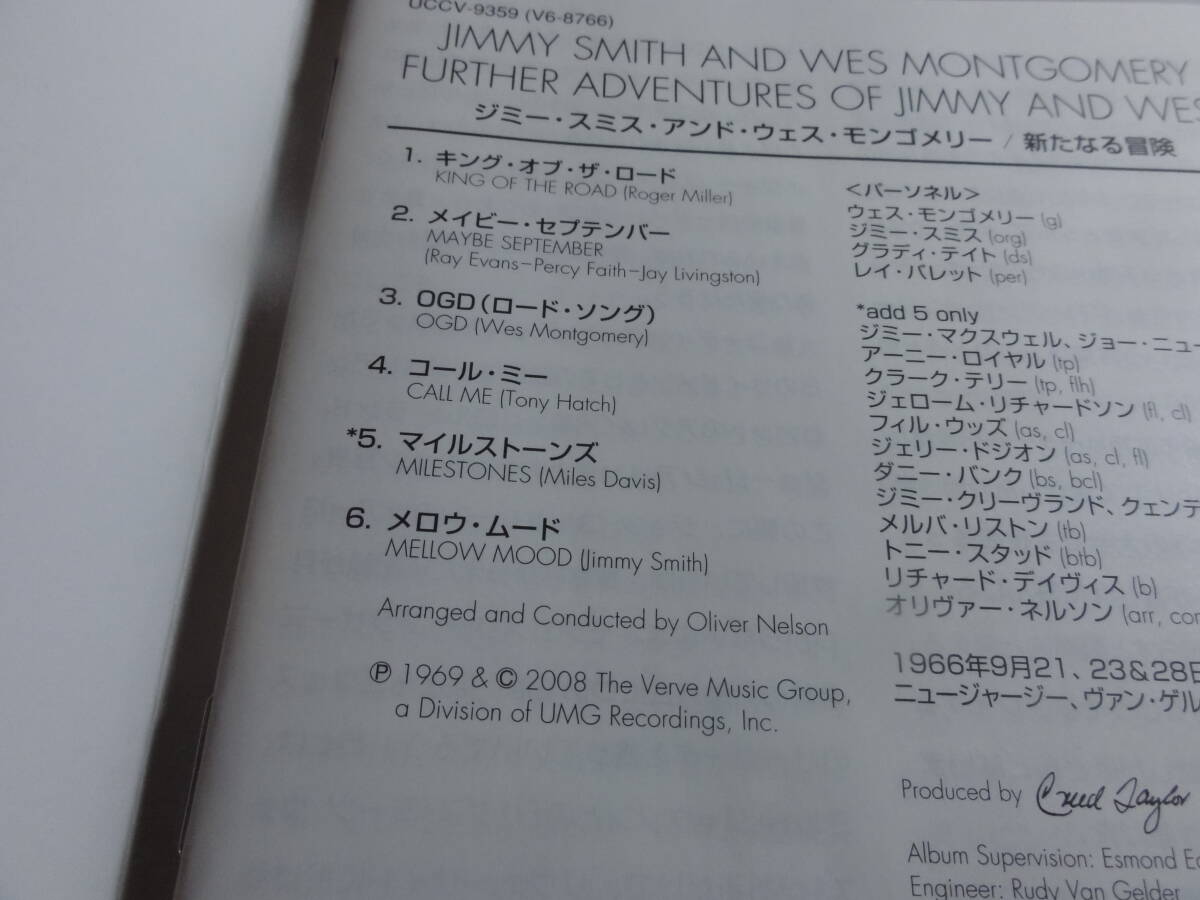 UCCV-9359 (V6-8766)
JIMMY SMITH AND WES MONTGOMERY
FURTHER ADVENTURES OF JIMMY AND WES
ジミー・スミス・アンド・ウェス・モンゴメリー / 新たなる冒険
1. キング・オブ・ザ・ロード
KING OF THE ROAD (Roger Miller)
2. メイビー・セプテンバー
MAYBE SEPTEMBER
(Ray Evans–Percy Faith–Jay Livingston)
3. OGD (ロード・ソング)
OGD (Wes Montgomery)
4. コール・ミー
CALL ME (Tony Hatch)
*5. マイルストーンズ
MILESTONES (Miles Davis)
6. メロウ・ムード
MELLOW MOOD (Jimmy Smith)
Arranged and Conducted by Oliver Nelson
Ⓟ 1969 & © 2008 The Verve Music Group,
a Division of UMG Recordings, Inc.
<パーソネル>
ウェス・モンゴメリー (g)
ジミー・スミス (org)
グラディ・テイト (ds)
レイ・バレット (per)
*add 5 only
ジミー・マクスウェル、ジョー・ニュー
アーニー・ロイヤル (tp)
クラーク・テリー (tp, flh)
ジェローム・リチャードソン (fl, cl)
フィル・ウッズ (as, cl)
ジェリー・ドジオン (as, cl, fl)
ダニー・バンク (bs, bcl)
ジミー・クリーヴランド、クェンテ
メルバ・リストン (tb)
トニー・スタッド (btb)
リチャード・デイヴィス (b)
オリヴァー・ネルソン (arr, con
1966年9月21、23&28日
ニュージャージー、ヴァン・ゲル
Produced by Creed Taylor
Album Supervision: Esmond Ed
Engineer: Rudy Van Gelder